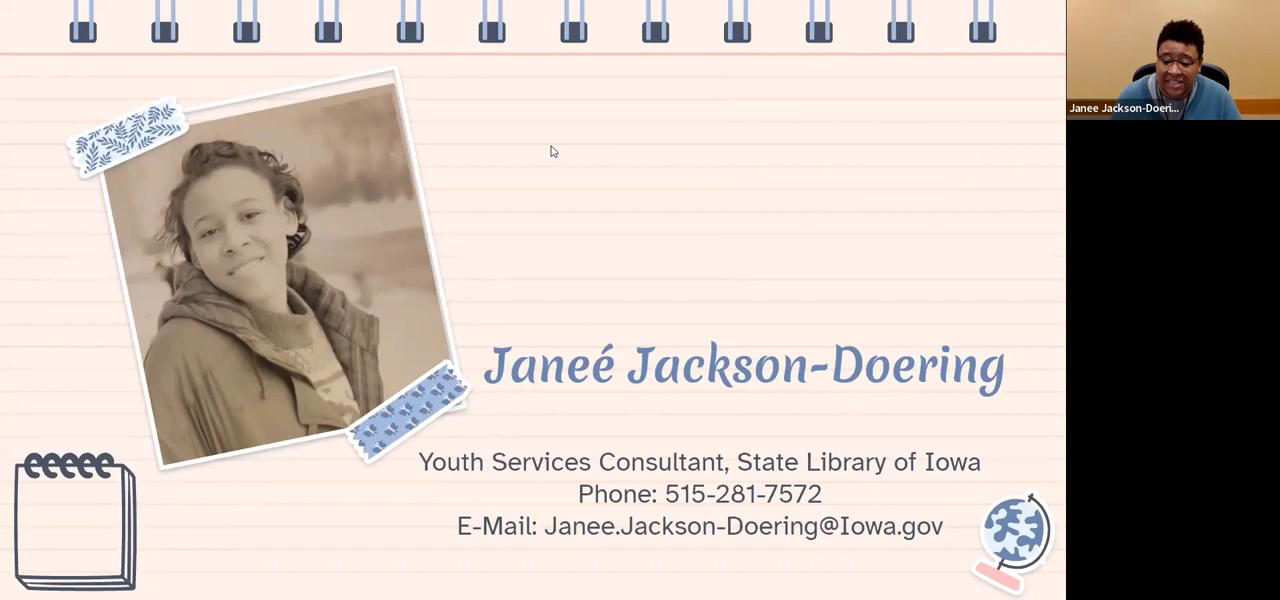 Janee Jackson-Doeri...
Janeé Jackson-Doering
Youth Services Consultant, State Library of Iowa
Phone: 515-281-7572
E-Mail: Janee.Jackson-Doering@Iowa.gov